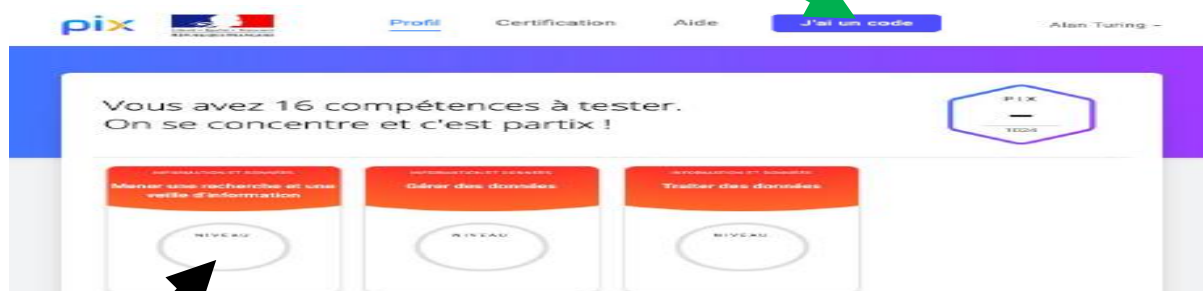 pix
Profil Certification Aide J'ai un code Alan Turing
Vous avez 16 compétences à tester.
On se concentre et c'est partix !
PIX
1024
INFORMATION ET DONNÉES
Mener une recherche et une
veille d'information
NIVEAU
INFORMATION ET DONNÉES
Gérer des données
NIVEAU
INFORMATION ET DONNÉES
Traiter des données
NIVEAU